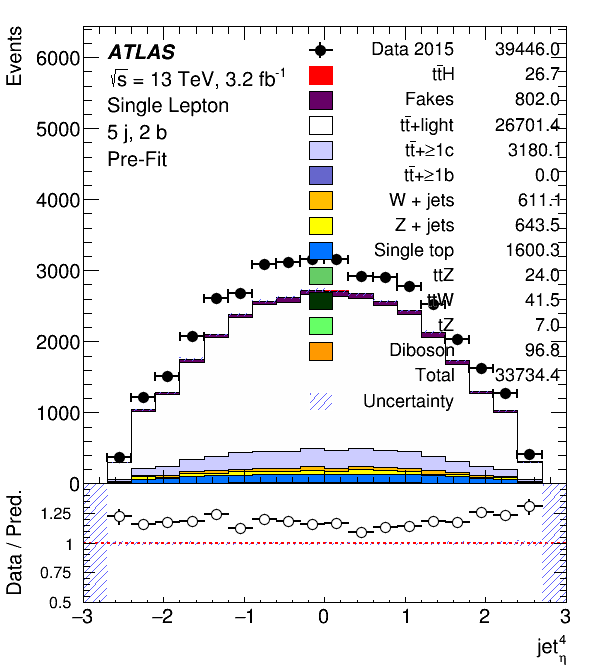 Events
6000
5000
4000
3000
2000
1000
0
ATLAS
√s = 13 TeV, 3.2 fb⁻¹
Single Lepton
5 j, 2 b
Pre-Fit
Data 2015 39446.0
tt̄H 26.7
Fakes 802.0
tt̄+light 26701.4
tt̄+≥1c 3180.1
tt̄+≥1b 0.0
W + jets 611.1
Z + jets 643.5
Single top 1600.3
ttZ 24.0
ttW 41.5
tZ 7.0
Diboson 96.8
Total 33734.4
Uncertainty
Data / Pred.
1.25
1
0.75
0.5
−3 −2 −1 0 1 2 3
jet⁴_η